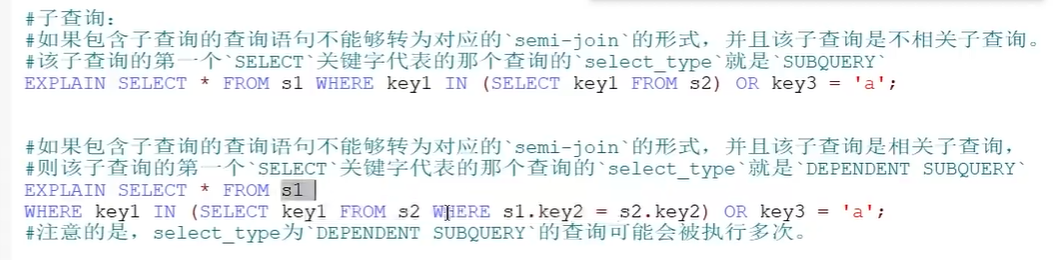 #子查询:
#如果包含子查询的查询语句不能够转为对应的`semi-join`的形式，并且该子查询是不相关子查询。
#该子查询的第一个`SELECT`关键字代表的那个查询的`select_type`就是`SUBQUERY`
EXPLAIN SELECT * FROM s1 WHERE key1 IN (SELECT key1 FROM s2) OR key3 = 'a';
#如果包含子查询的查询语句不能够转为对应的`semi-join`的形式，并且该子查询是相关子查询，
#则该子查询的第一个`SELECT`关键字代表的那个查询的`select_type`就是`DEPENDENT SUBQUERY`
EXPLAIN SELECT * FROM s1
WHERE key1 IN (SELECT key1 FROM s2 WHERE s1.key2 = s2.key2) OR key3 = 'a';
#注意的是，select_type为`DEPENDENT SUBQUERY`的查询可能会被执行多次。